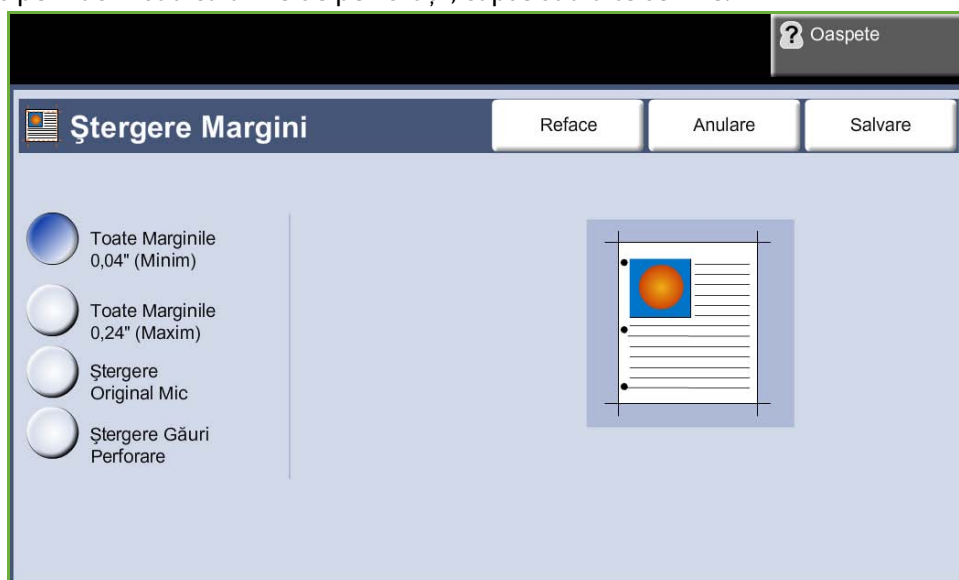 Oaspete
Ștergere Margini
Reface
Anulare
Salvare
Toate Marginile
0,04" (Minim)
Toate Marginile
0,24" (Maxim)
Ştergere
Original Mic
Ştergere Găuri
Perforare